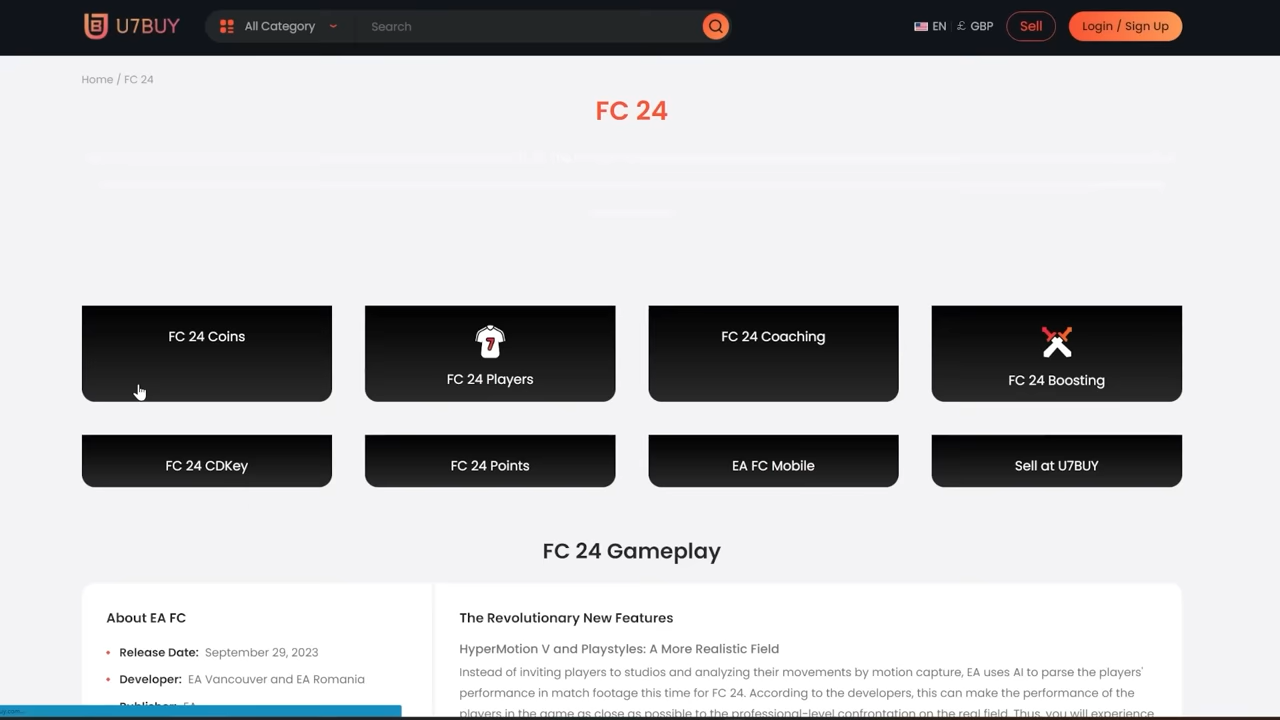 U7BUY
All Category
Search
EN
£ GBP
Sell
Login / Sign Up
Home / FC 24
FC 24
FC 24 Coins
7
FC 24 Players
FC 24 Coaching
FC 24 Boosting
FC 24 CDKey
FC 24 Points
EA FC Mobile
Sell at U7BUY
FC 24 Gameplay
About EA FC
Release Date: September 29, 2023
Developer: EA Vancouver and EA Romania
Publisher: EA
The Revolutionary New Features
HyperMotion V and Playstyles: A More Realistic Field
Instead of inviting players to studios and analyzing their movements by motion capture, EA uses AI to parse the players'
performance in match footage this time for FC 24. According to the developers, this can make the performance of the
players in the game as close as possible to the professional-level confrontation on the real field. Thus, you will experience